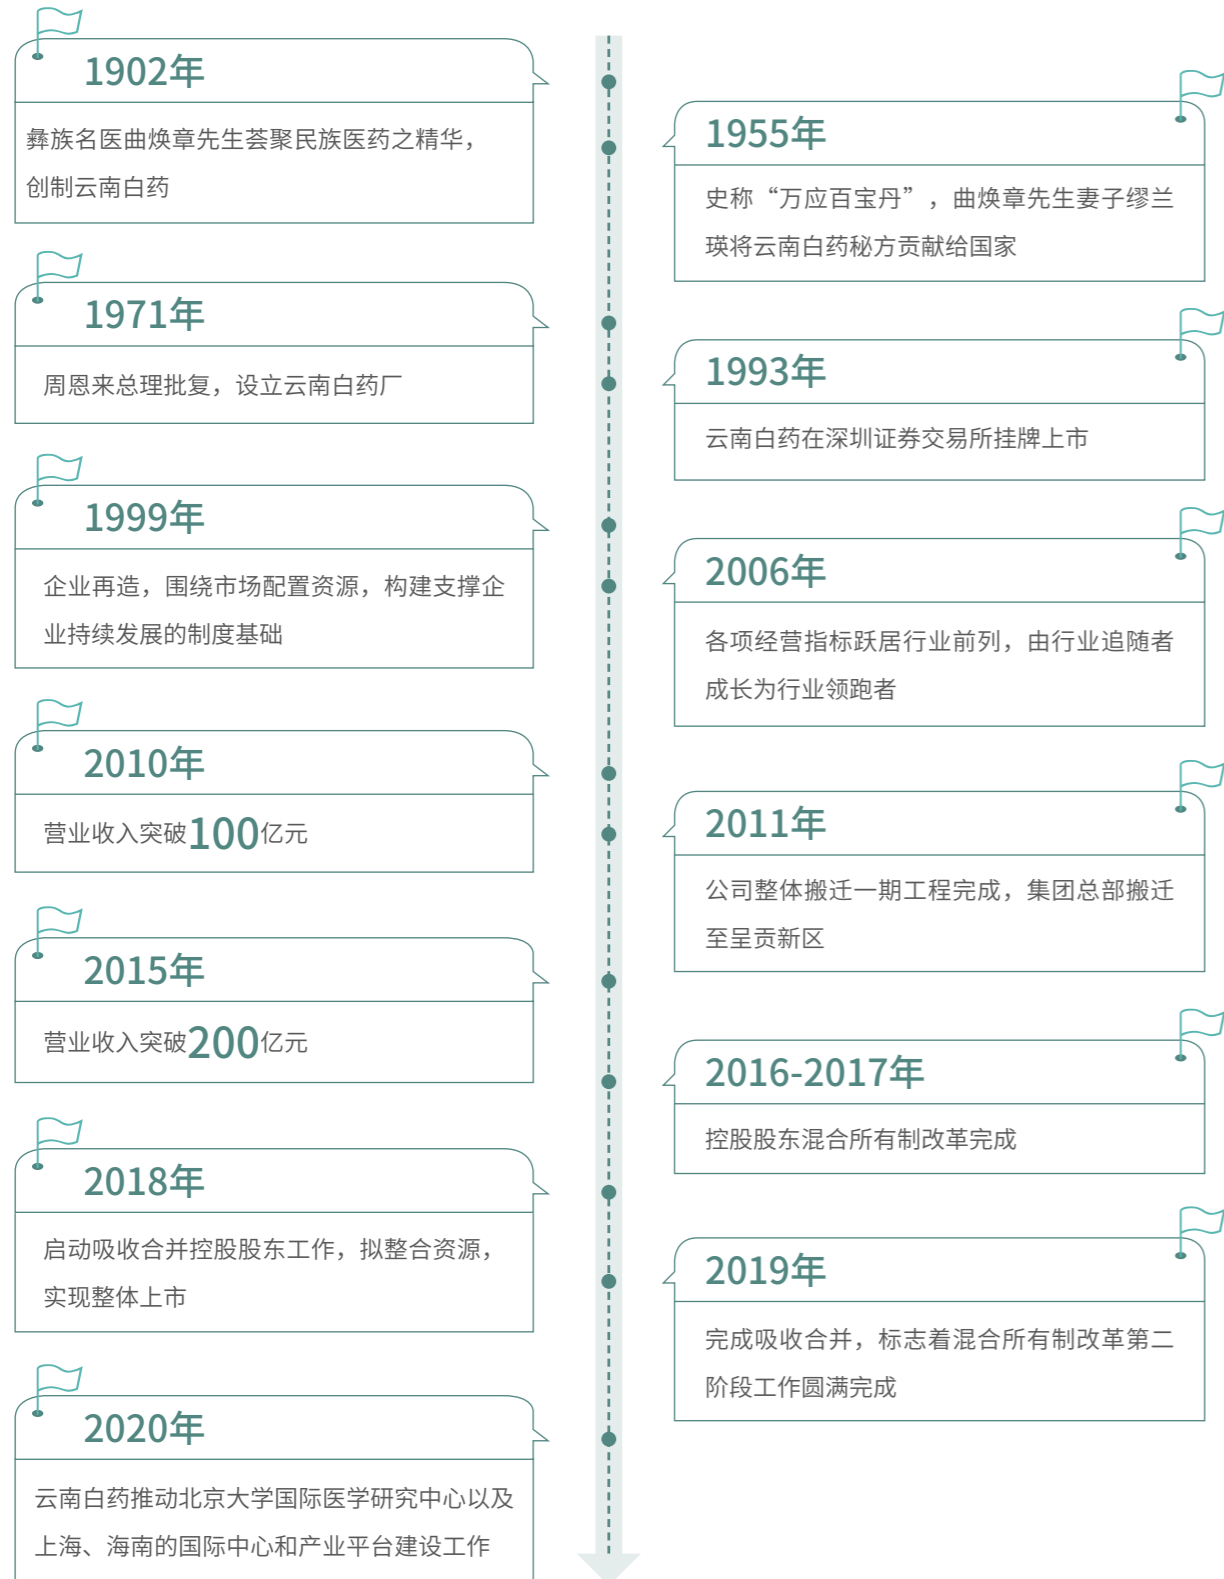 1902年
彝族名医曲焕章先生荟聚民族医药之精华，
创制云南白药
1955年
史称“万应百宝丹”，曲焕章先生妻子缪兰
瑛将云南白药秘方贡献给国家
1971年
周恩来总理批复，设立云南白药厂
1993年
云南白药在深圳证券交易所挂牌上市
1999年
企业再造，围绕市场配置资源，构建支撑企
业持续发展的制度基础
2006年
各项经营指标跃居行业前列，由行业追随者
成长为行业领跑者
2010年
营业收入突破100亿元
2011年
公司整体搬迁一期工程完成，集团总部搬迁
至呈贡新区
2015年
营业收入突破200亿元
2016-2017年
控股股东混合所有制改革完成
2018年
启动吸收合并控股股东工作，拟整合资源，
实现整体上市
2019年
完成吸收合并，标志着混合所有制改革第二
阶段工作圆满完成
2020年
云南白药推动北京大学国际医学研究中心以及
上海、海南的国际中心和产业平台建设工作